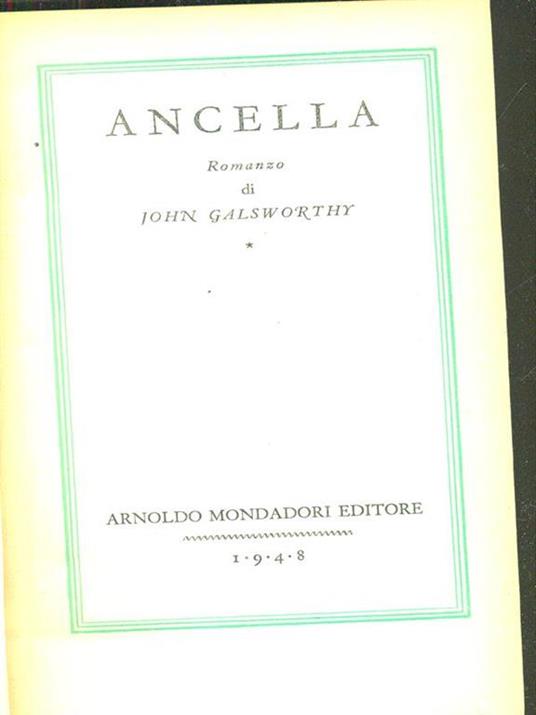 ANCELLA
Romanzo
di
JOHN GALSWORTHY
*
ARNOLDO MONDADORI EDITORE
1·9·4·8